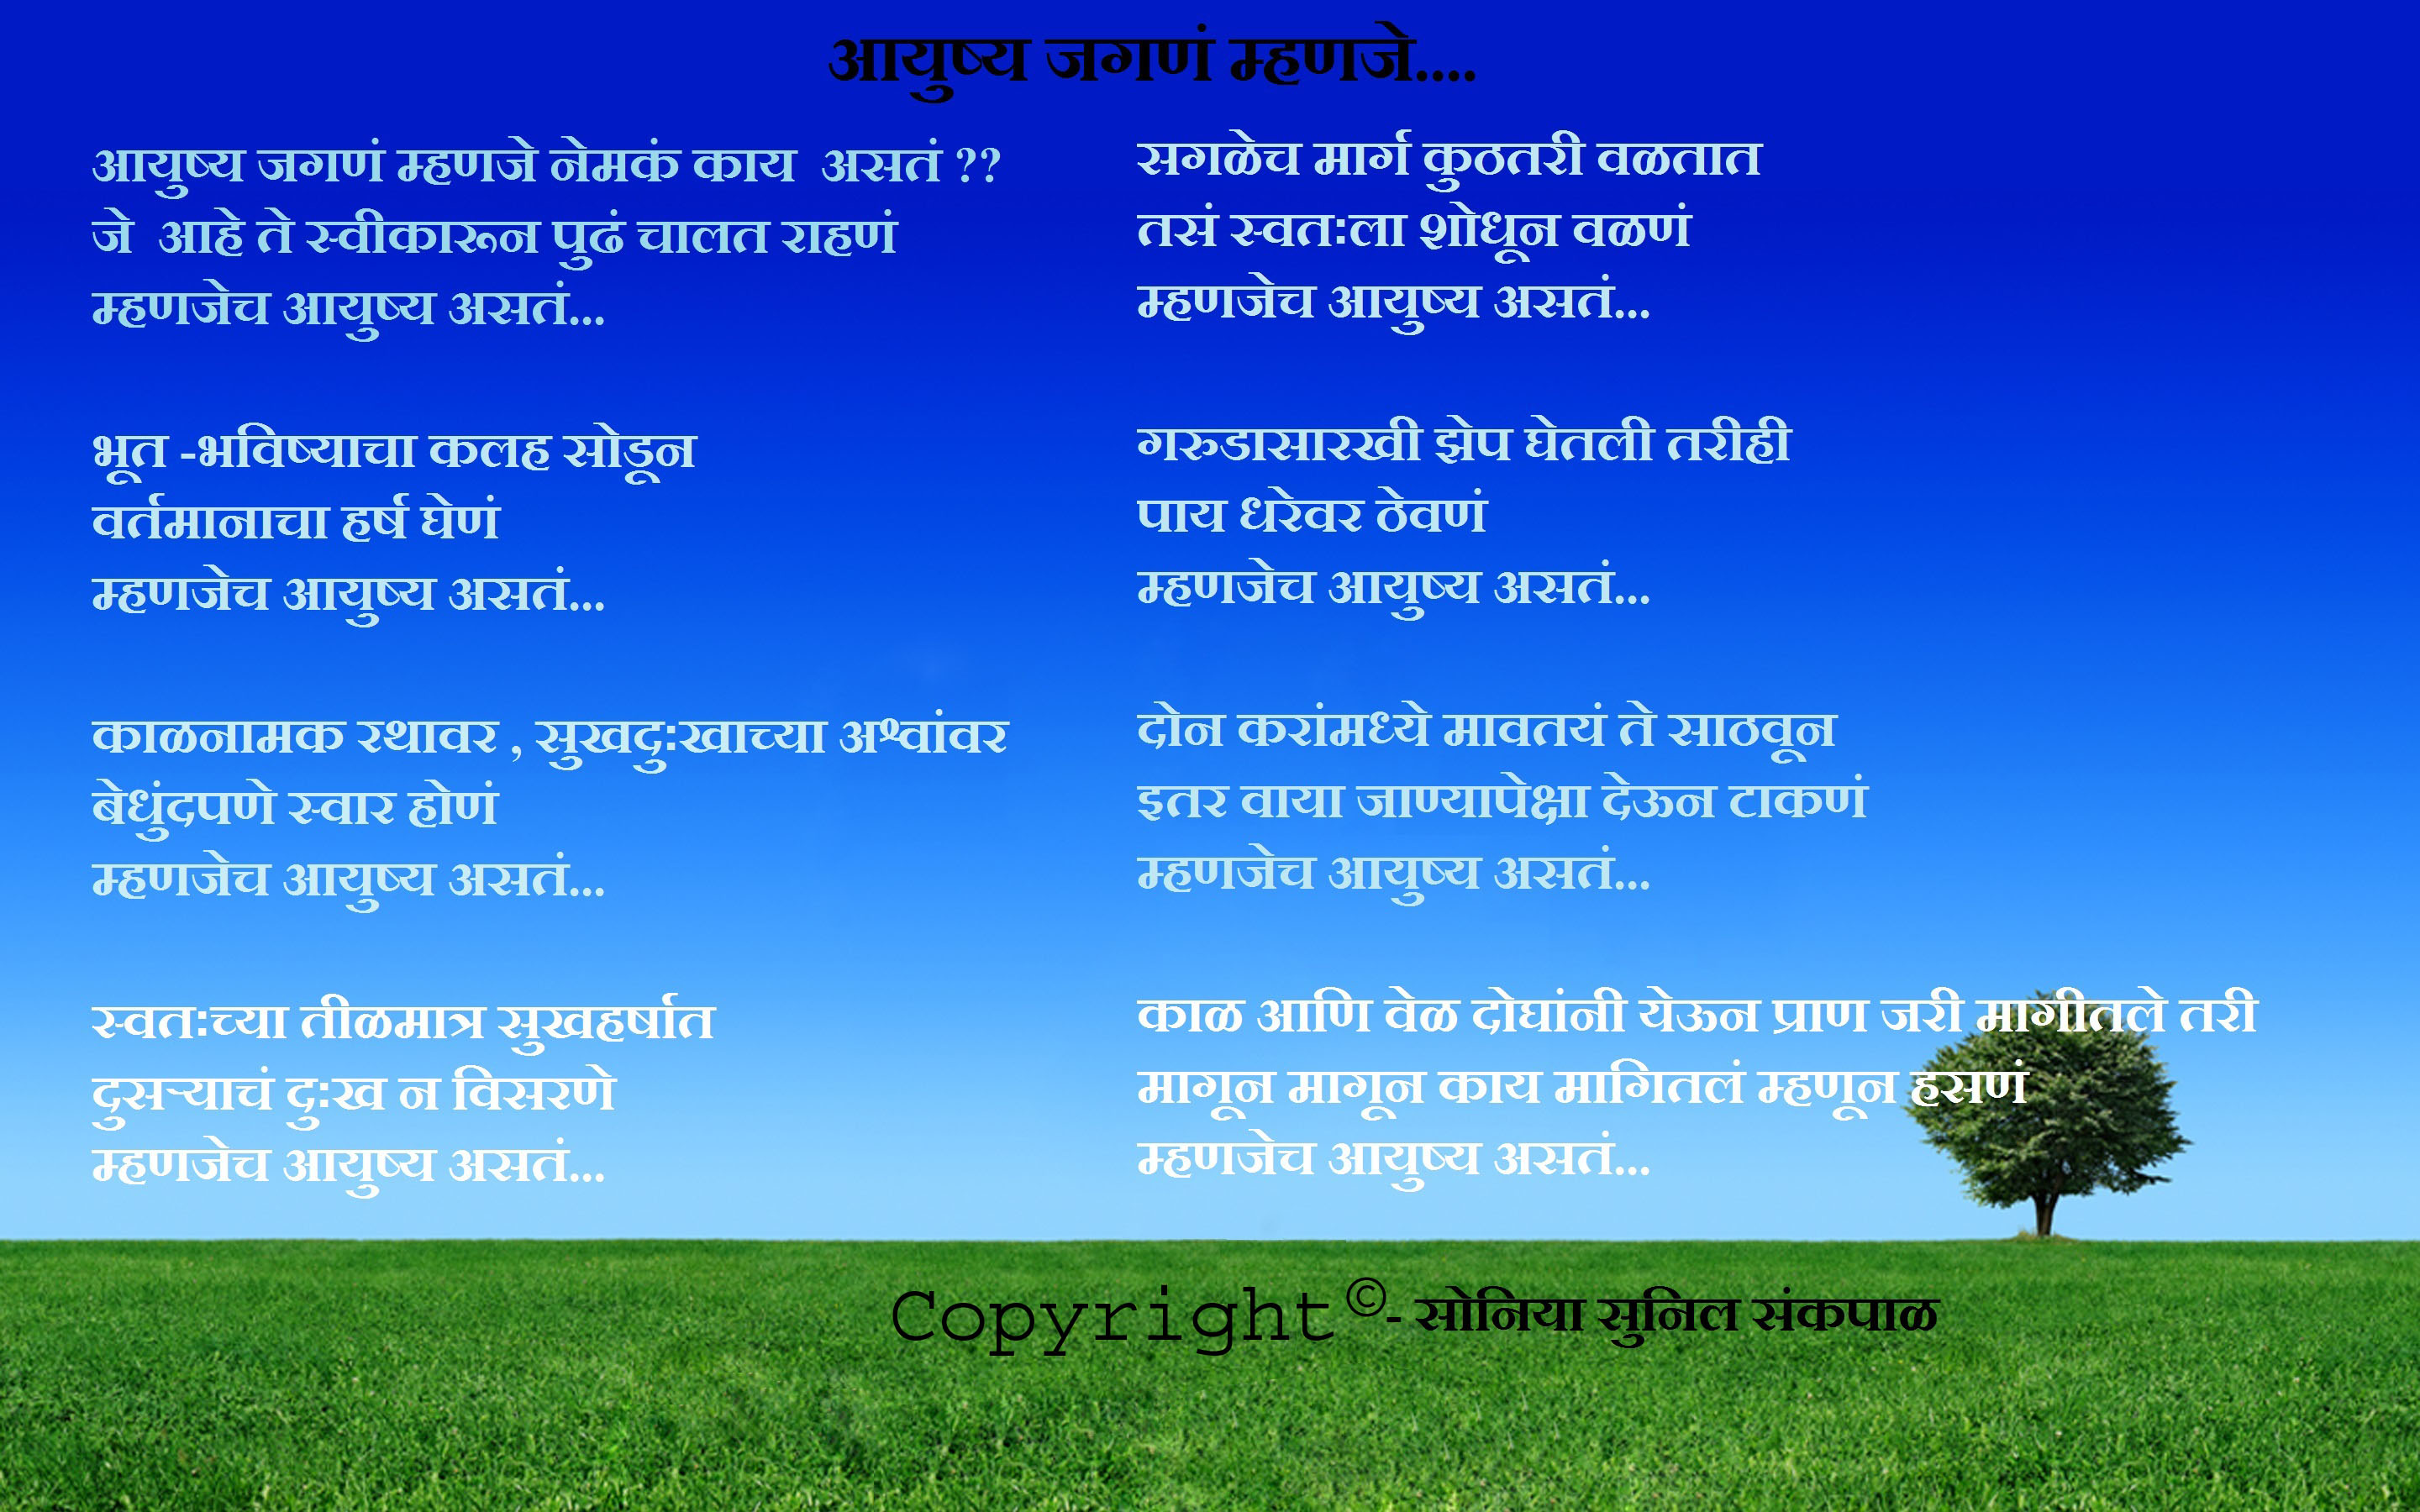 आयुष्य जगणं म्हणजे....
आयुष्य जगणं म्हणजे नेमकं काय असतं ??
जे आहे ते स्वीकारून पुढं चालत राहणं
म्हणजेच आयुष्य असतं...
भूत -भविष्याचा कलह सोडून
वर्तमानाचा हर्ष घेणं
म्हणजेच आयुष्य असतं...
काळनामक रथावर , सुखदु:खाच्या अश्वांवर
बेधुंदपणे स्वार होणं
म्हणजेच आयुष्य असतं...
स्वत:च्या तीळमात्र सुखहर्षात
दुसऱ्याचं दु:ख न विसरणे
म्हणजेच आयुष्य असतं...
सगळेच मार्ग कुठतरी वळतात
तसं स्वत:ला शोधून वळणं
म्हणजेच आयुष्य असतं...
गरुडासारखी झेप घेतली तरीही
पाय धरेवर ठेवणं
म्हणजेच आयुष्य असतं...
दोन करांमध्ये मावतयं ते साठवून
इतर वाया जाण्यापेक्षा देऊन टाकणं
म्हणजेच आयुष्य असतं...
काळ आणि वेळ दोघांनी येऊन प्राण जरी मागीतले तरी
मागून मागून काय मागितलं म्हणून हसणं
म्हणजेच आयुष्य असतं...
Copyright ©- सोनिया सुनिल संकपाळ